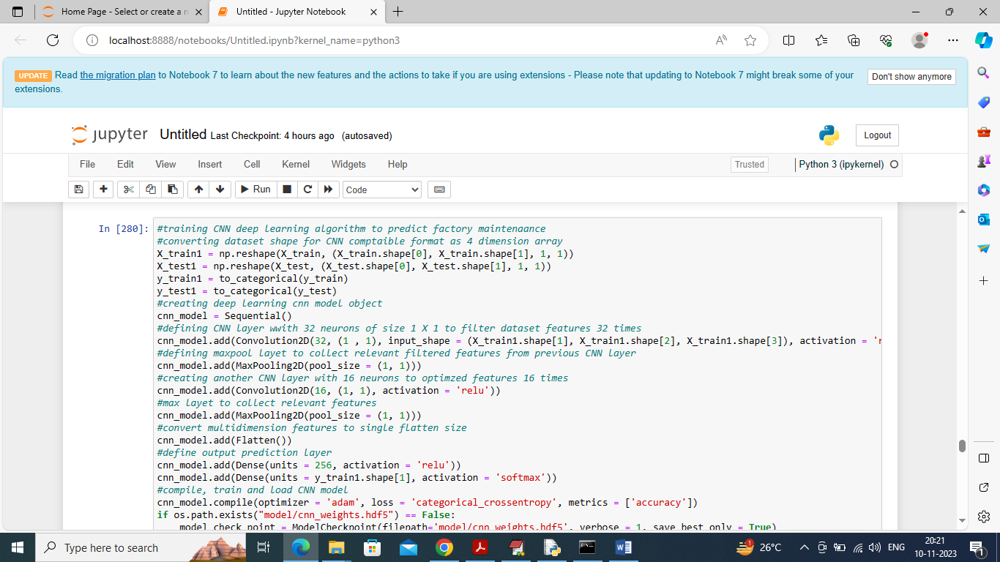 Home Page - Select or create a n
Untitled - Jupyter Notebook
localhost:8888/notebooks/Untitled.ipynb?kernel_name=python3
UPDATE Read the migration plan to Notebook 7 to learn about the new features and the actions to take if you are using extensions - Please note that updating to Notebook 7 might break some of your
extensions.
Don't show anymore
jupyter Untitled Last Checkpoint: 4 hours ago (autosaved)
Logout
File Edit View Insert Cell Kernel Widgets Help
Trusted
Python 3 (ipykernel)
Run
Code
In [280]:
#training CNN deep learning algorithm to predict factory maintenaance
#converting dataset shape for CNN comptaible format as 4 dimension array
X_train1 = np.reshape(X_train, (X_train.shape[0], X_train.shape[1], 1, 1))
X_test1 = np.reshape(X_test, (X_test.shape[0], X_test.shape[1], 1, 1))
y_train1 = to_categorical(y_train)
y_test1 = to_categorical(y_test)
#creating deep learning cnn model object
cnn_model = Sequential()
#defining CNN layer wwith 32 neurons of size 1 X 1 to filter dataset features 32 times
cnn_model.add(Convolution2D(32, (1 , 1), input_shape = (X_train1.shape[1], X_train1.shape[2], X_train1.shape[3]), activation = 'r
#defining maxpool layet to collect relevant filtered features from previous CNN layer
cnn_model.add(MaxPooling2D(pool_size = (1, 1)))
#creating another CNN layer with 16 neurons to optimzed features 16 times
cnn_model.add(Convolution2D(16, (1, 1), activation = 'relu'))
#max layet to collect relevant features
cnn_model.add(MaxPooling2D(pool_size = (1, 1)))
#convert multidimension features to single flatten size
cnn_model.add(Flatten())
#define output prediction layer
cnn_model.add(Dense(units = 256, activation = 'relu'))
cnn_model.add(Dense(units = y_train1.shape[1], activation = 'softmax'))
#compile, train and load CNN model
cnn_model.compile(optimizer = 'adam', loss = 'categorical_crossentropy', metrics = ['accuracy'])
if os.path.exists("model/cnn_weights.hdf5") == False:
model_check_point = ModelCheckpoint(filepath='model/cnn_weights.hdf5', verbose = 1, save_best_only = True)
Type here to search
1
26°C
ENG
20:21
10-11-2023
1